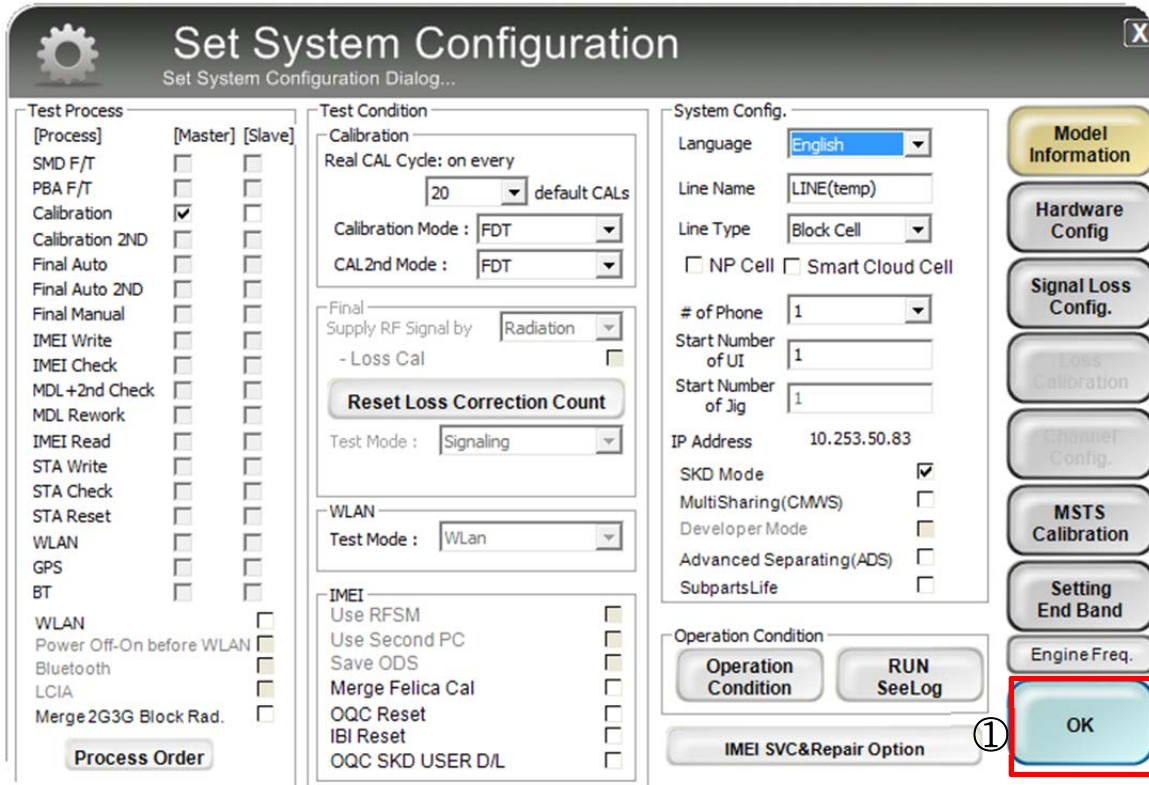 Set System Configuration
Set System Configuration Dialog...
X
Test Process
[Process] [Master] [Slave]
SMD F/T
PBA F/T
Calibration
Calibration 2ND
Final Auto
Final Auto 2ND
Final Manual
IMEI Write
IMEI Check
MDL+2nd Check
MDL Rework
IMEI Read
STA Write
STA Check
STA Reset
WLAN
GPS
BT
WLAN
Power Off-On before WLAN
Bluetooth
LCIA
Merge 2G3G Block Rad.
Process Order
Test Condition
Calibration
Real CAL Cycle: on every
20 default CALs
Calibration Mode : FDT
CAL2nd Mode : FDT
Final
Supply RF Signal by Radiation
- Loss Cal
Reset Loss Correction Count
Test Mode : Signaling
WLAN
Test Mode : WLan
IMEI
Use RFSM
Use Second PC
Save ODS
Merge Felica Cal
OQC Reset
IBI Reset
OQC SKD USER D/L
System Config.
Language English
Line Name LINE(temp)
Line Type Block Cell
NP Cell Smart Cloud Cell
# of Phone 1
Start Number
of UI 1
Start Number
of Jig 1
IP Address 10.253.50.83
SKD Mode
MultiSharing(CMWS)
Developer Mode
Advanced Separating(ADS)
SubpartsLife
Operation Condition
Operation
Condition
RUN
SeeLog
IMEI SVC&Repair Option
Model
Information
Hardware
Config
Signal Loss
Config.
Loss
Calibration
Channel
Config.
MSTS
Calibration
Setting
End Band
Engine Freq.
① OK